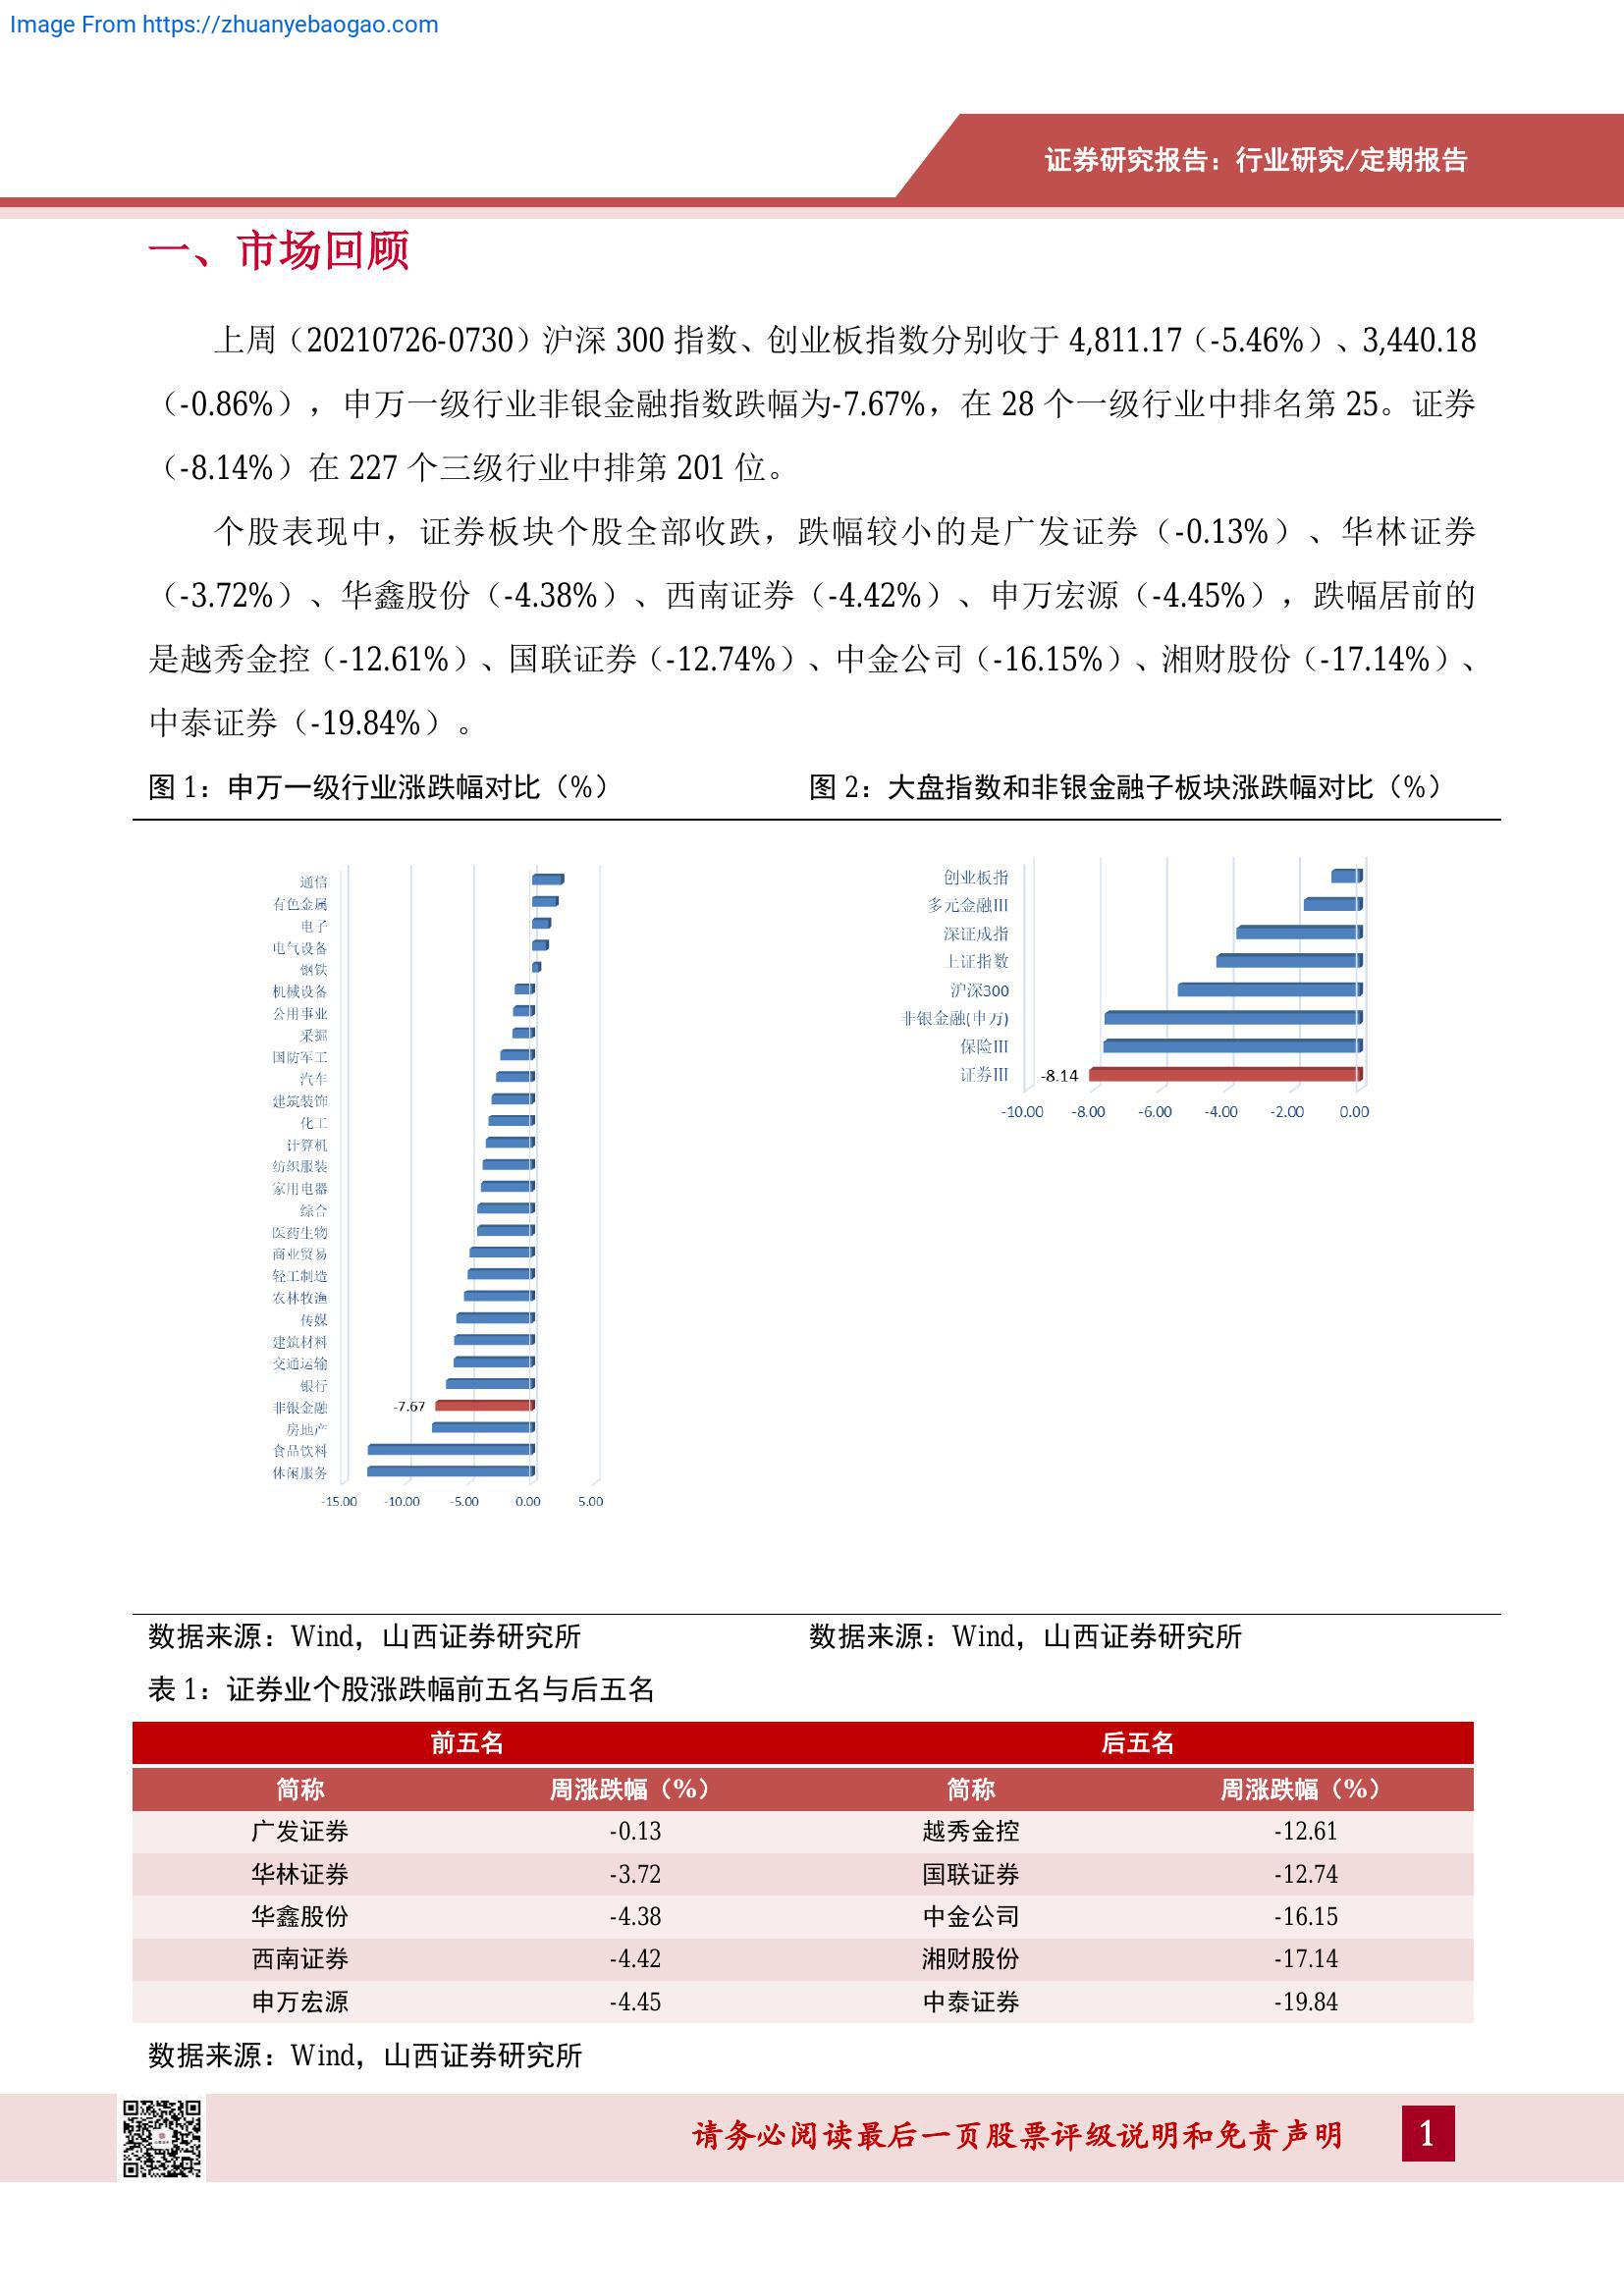 Image From https://zhuanyebaogao.com
证券研究报告：行业研究/定期报告
一、市场回顾
上周（20210726-0730）沪深 300 指数、创业板指数分别收于 4,811.17（-5.46%）、3,440.18
（-0.86%），申万一级行业非银金融指数跌幅为-7.67%，在 28 个一级行业中排名第 25。证券
（-8.14%）在 227 个三级行业中排第 201 位。
个股表现中，证券板块个股全部收跌，跌幅较小的是广发证券（-0.13%）、华林证券
（-3.72%）、华鑫股份（-4.38%）、西南证券（-4.42%）、申万宏源（-4.45%），跌幅居前的
是越秀金控（-12.61%）、国联证券（-12.74%）、中金公司（-16.15%）、湘财股份（-17.14%）、
中泰证券（-19.84%）。
图 1：申万一级行业涨跌幅对比（%）
通信
有色金属
电子
电气设备
钢铁
机械设备
公用事业
采掘
国防军工
汽车
建筑装饰
化工
计算机
纺织服装
家用电器
综合
医药生物
商业贸易
轻工制造
农林牧渔
传媒
建筑材料
交通运输
银行
非银金融 -7.67
房地产
食品饮料
休闲服务
-15.00 -10.00 -5.00 0.00 5.00
图 2：大盘指数和非银金融子板块涨跌幅对比（%）
创业板指
多元金融III
深证成指
上证指数
沪深300
非银金融(申万)
保险III
证券III -8.14
-10.00 -8.00 -6.00 -4.00 -2.00 0.00
数据来源：Wind，山西证券研究所 数据来源：Wind，山西证券研究所
表 1：证券业个股涨跌幅前五名与后五名
前五名 后五名
简称 周涨跌幅（%） 简称 周涨跌幅（%）
广发证券 -0.13 越秀金控 -12.61
华林证券 -3.72 国联证券 -12.74
华鑫股份 -4.38 中金公司 -16.15
西南证券 -4.42 湘财股份 -17.14
申万宏源 -4.45 中泰证券 -19.84
数据来源：Wind，山西证券研究所
请务必阅读最后一页股票评级说明和免责声明 1